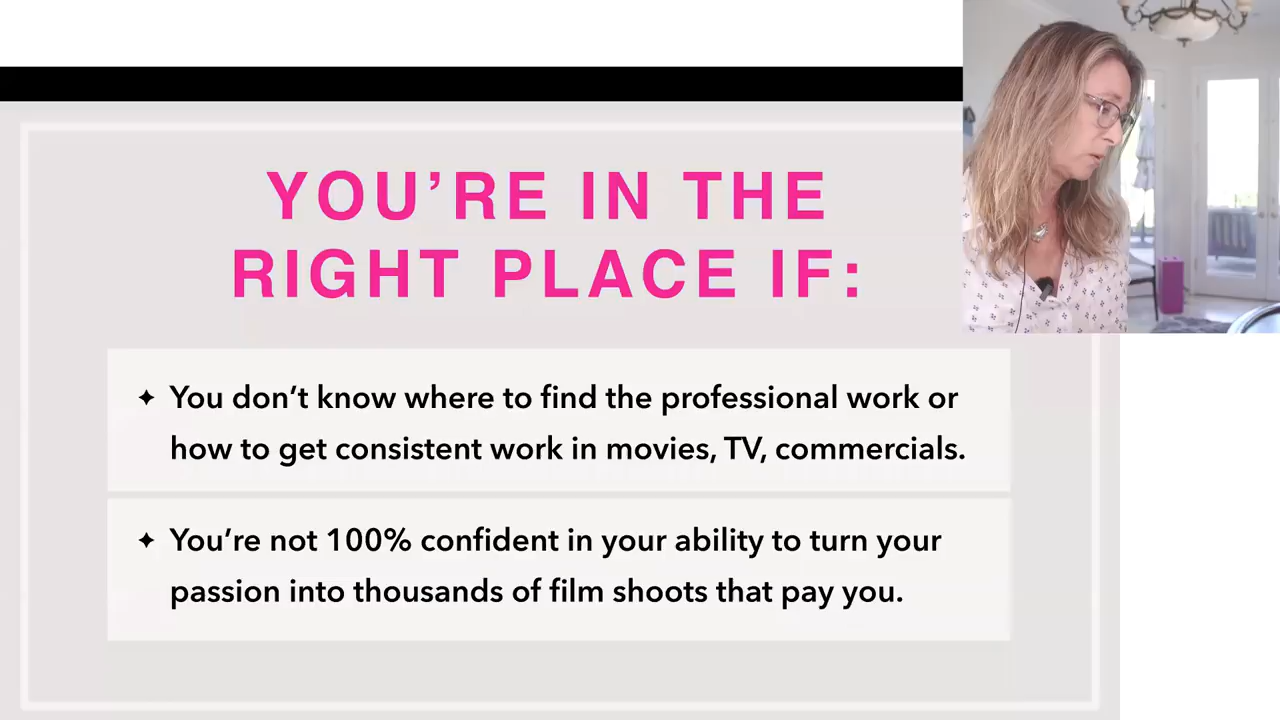 YOU’RE IN THE
RIGHT PLACE IF:
✦ You don’t know where to find the professional work or
how to get consistent work in movies, TV, commercials.
✦ You’re not 100% confident in your ability to turn your
passion into thousands of film shoots that pay you.